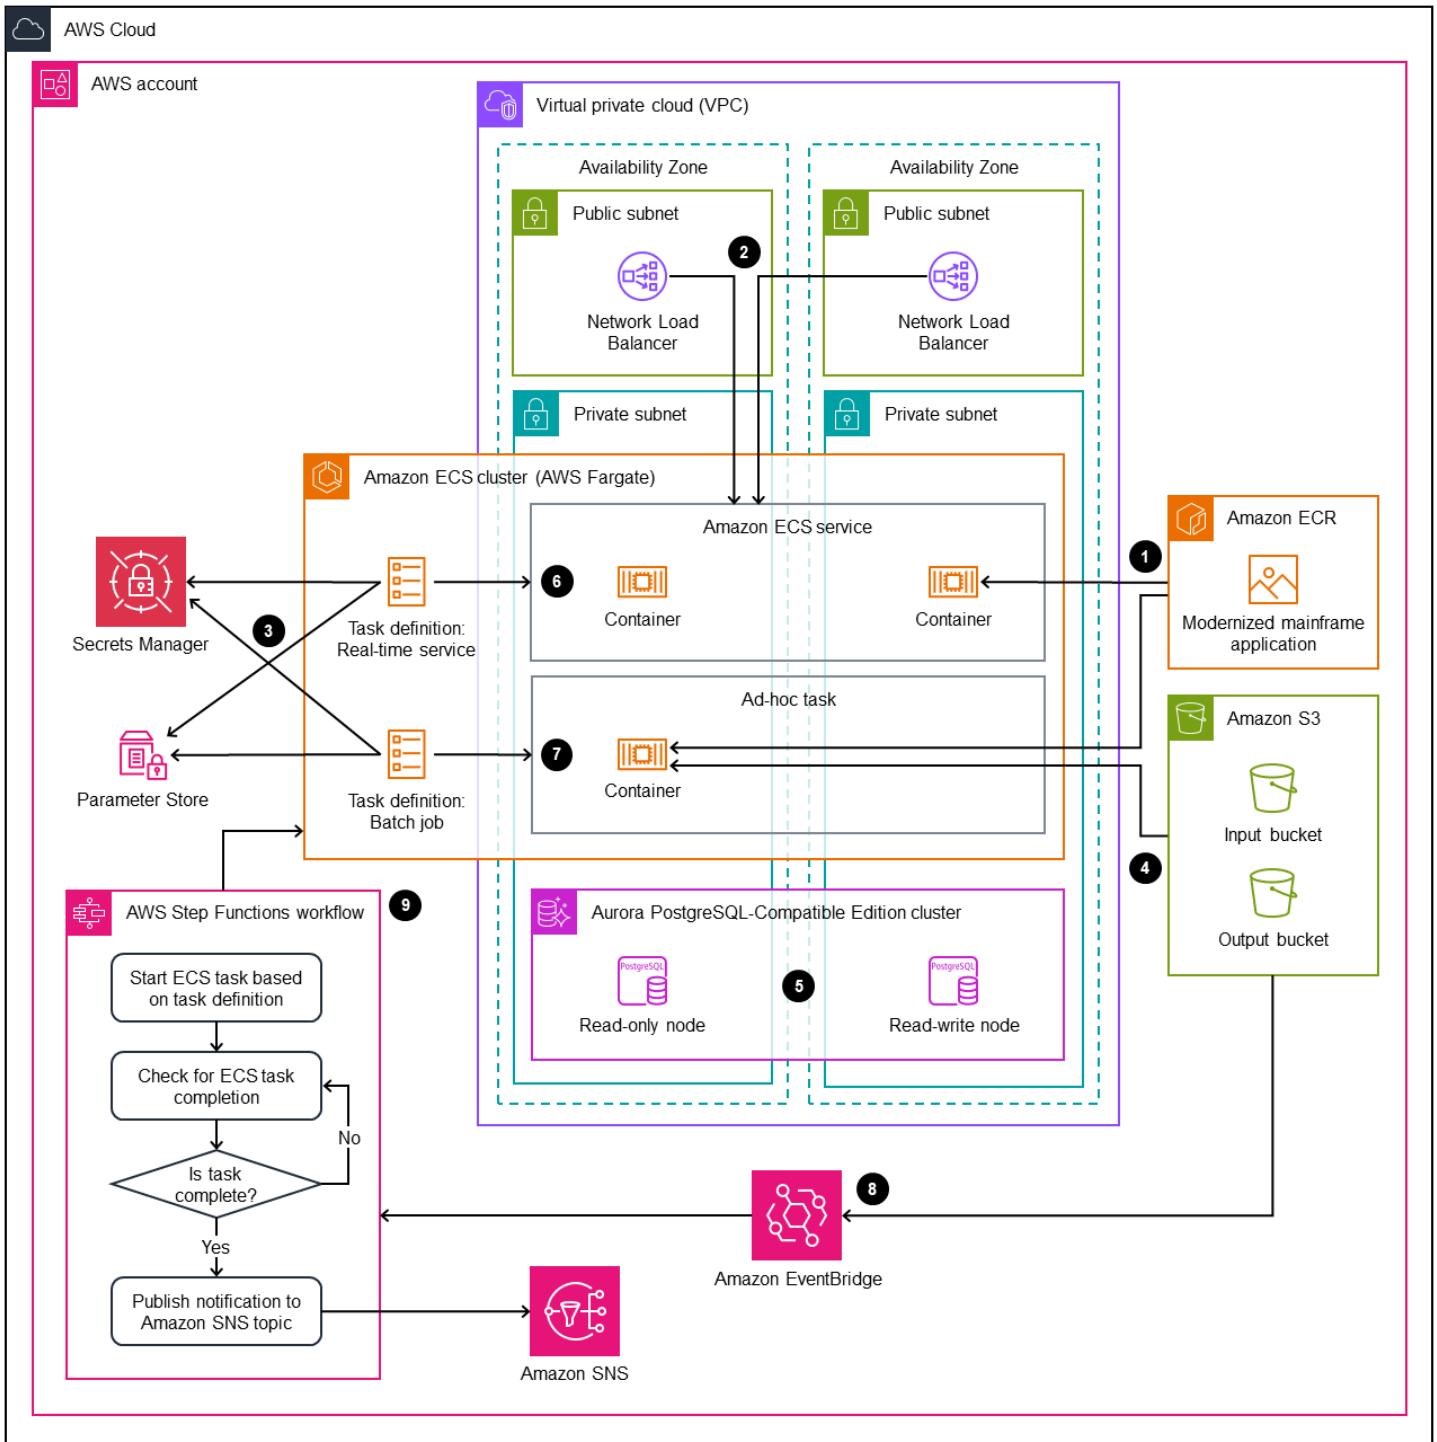 AWS Cloud
AWS account
Virtual private cloud (VPC)
Availability Zone
Availability Zone
Public subnet
Public subnet
2
Network Load
Balancer
Network Load
Balancer
Private subnet
Private subnet
Amazon ECS cluster (AWS Fargate)
Amazon ECS service
Amazon ECR
1
6
Container
Container
Modernized mainframe
application
Task definition:
Real-time service
3
Secrets Manager
Ad-hoc task
Amazon S3
7
Container
Parameter Store
Task definition:
Batch job
Input bucket
4
Output bucket
AWS Step Functions workflow
9
Aurora PostgreSQL-Compatible Edition cluster
PostgreSQL
PostgreSQL
5
Read-only node
Read-write node
Start ECS task based
on task definition
Check for ECS task
completion
No
Is task
complete?
Yes
Publish notification to
Amazon SNS topic
8
Amazon EventBridge
Amazon SNS